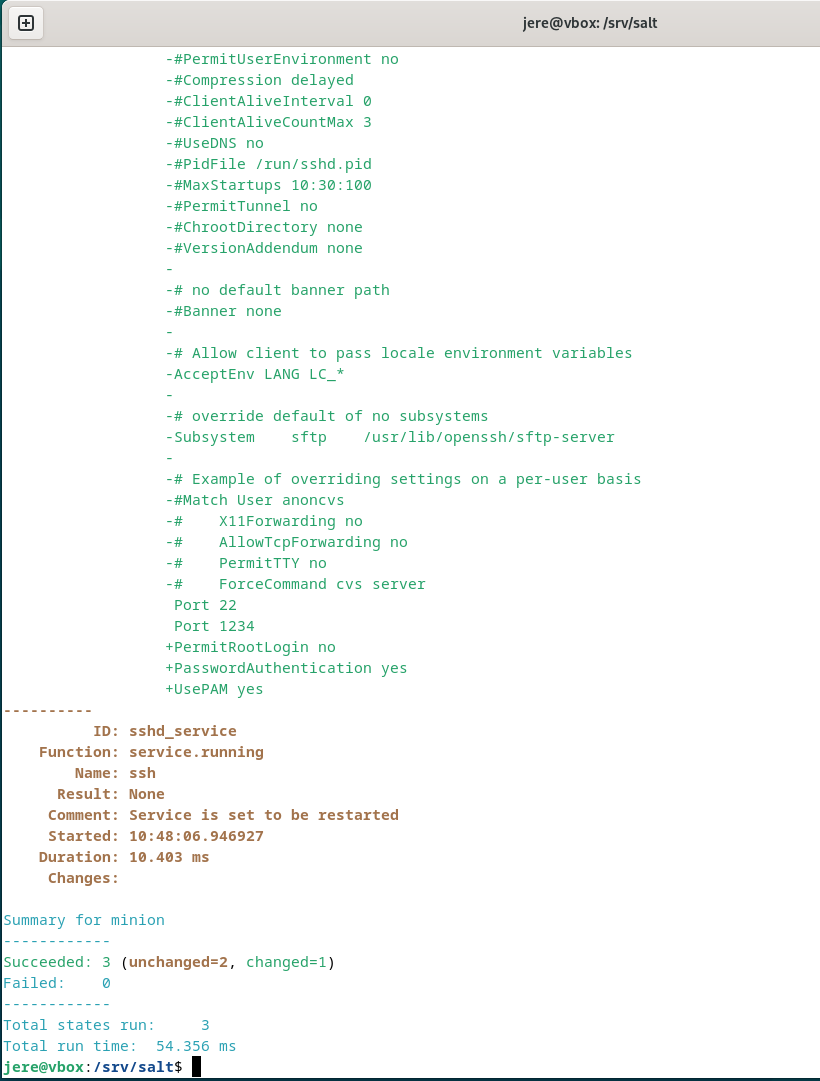 jere@vbox: /srv/salt
-#PermitUserEnvironment no
-#Compression delayed
-#ClientAliveInterval 0
-#ClientAliveCountMax 3
-#UseDNS no
-#PidFile /run/sshd.pid
-#MaxStartups 10:30:100
-#PermitTunnel no
-#ChrootDirectory none
-#VersionAddendum none
-
-# no default banner path
-#Banner none
-
-# Allow client to pass locale environment variables
-AcceptEnv LANG LC_*
-
-# override default of no subsystems
-Subsystem    sftp    /usr/lib/openssh/sftp-server
-
-# Example of overriding settings on a per-user basis
-#Match User anoncvs
-#    X11Forwarding no
-#    AllowTcpForwarding no
-#    PermitTTY no
-#    ForceCommand cvs server
 Port 22
 Port 1234
+PermitRootLogin no
+PasswordAuthentication yes
+UsePAM yes
----------
ID: sshd_service
Function: service.running
Name: ssh
Result: None
Comment: Service is set to be restarted
Started: 10:48:06.946927
Duration: 10.403 ms
Changes:
Summary for minion
------------
Succeeded: 3 (unchanged=2, changed=1)
Failed:    0
------------
Total states run:     3
Total run time:  54.356 ms
jere@vbox:/srv/salt$